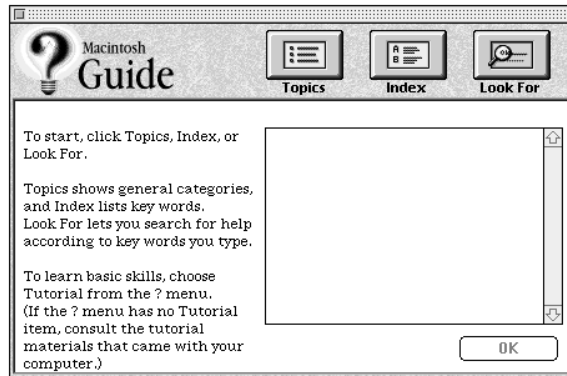 Macintosh
Guide
Topics
Index
Look For
To start, click Topics, Index, or
Look For.
Topics shows general categories,
and Index lists key words.
Look For lets you search for help
according to key words you type.
To learn basic skills, choose
Tutorial from the ? menu.
(If the ? menu has no Tutorial
item, consult the tutorial
materials that came with your
computer.)
OK